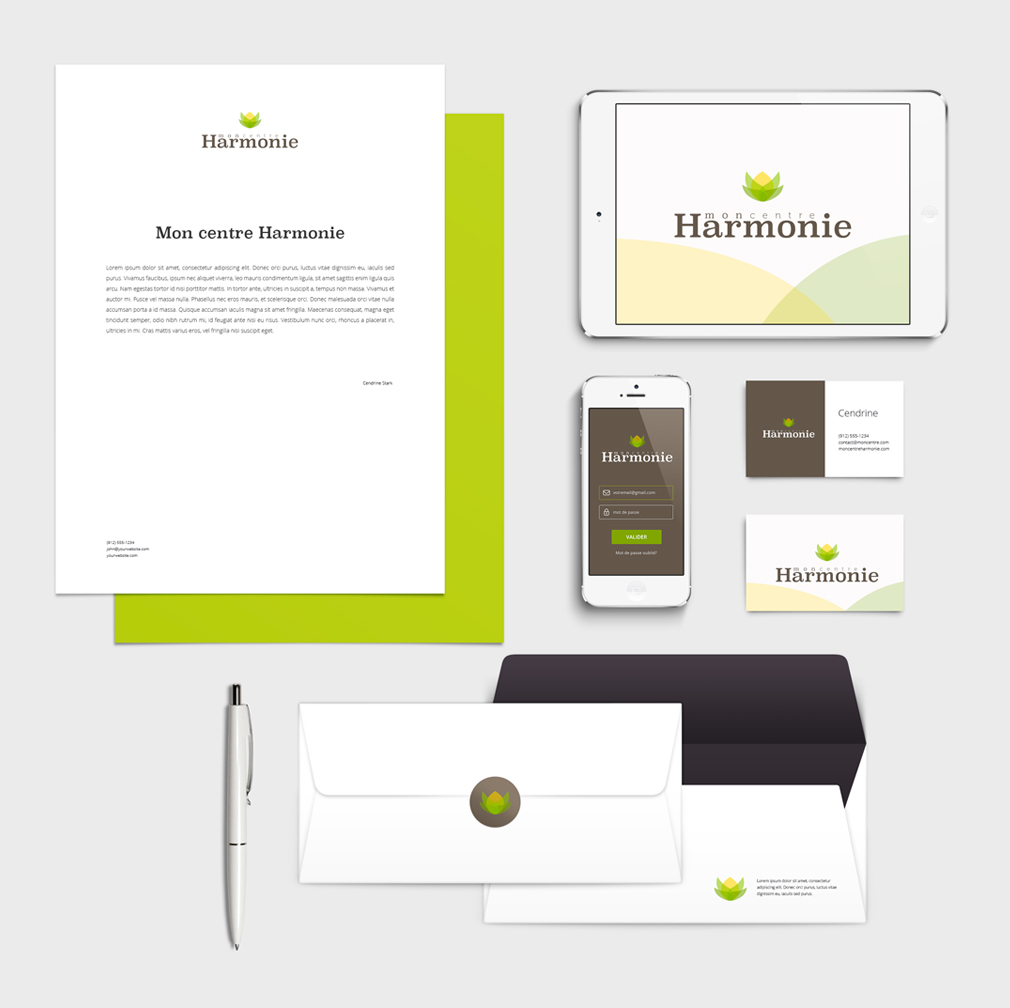 mon centre
Harmonie
Mon centre Harmonie
Lorem ipsum dolor sit amet, consectetur adipiscing elit. Donec orci purus, luctus vitae dignissim eu, iaculis sed
purus. Vivamus faucibus, ipsum nec aliquet viverra, leo mauris condimentum ligula, sit amet sagittis enim ligula quis
arcu. Nam egestas tortor id nisi porttitor mattis. In tortor ante, ultricies in suscipit a, tempus non massa. Vivamus et
auctor mi. Fusce vel massa nulla. Phasellus nec eros mauris, et scelerisque orci. Donec malesuada orci vitae nulla
accumsan porta a id massa. Quisque accumsan iaculis magna sit amet fringilla. Maecenas consequat, magna eget
tincidunt semper, odio nibh rutrum mi, id feugiat ante nisi eu risus. Vestibulum nunc orci, rhoncus a placerat in,
ultricies in mi. Cras mattis varius eros, vel fringilla nisi suscipit eget.
Cendrine Stark
(912) 555-1234
john@yourwebsite.com
yourwebsite.com
mon centre
Harmonie
mon centre
Harmonie
votremail@gmail.com
mot de passe
VALIDER
Mot de passe oublié?
Harmonie
Cendrine
(912) 555-1234
contact@moncentre.com
moncentreharmonie.com
mon centre
Harmonie
Lorem ipsum dolor sit amet, consectetur
adipiscing elit. Donec orci purus, luctus vitae
dignissim eu, iaculis sed purus.